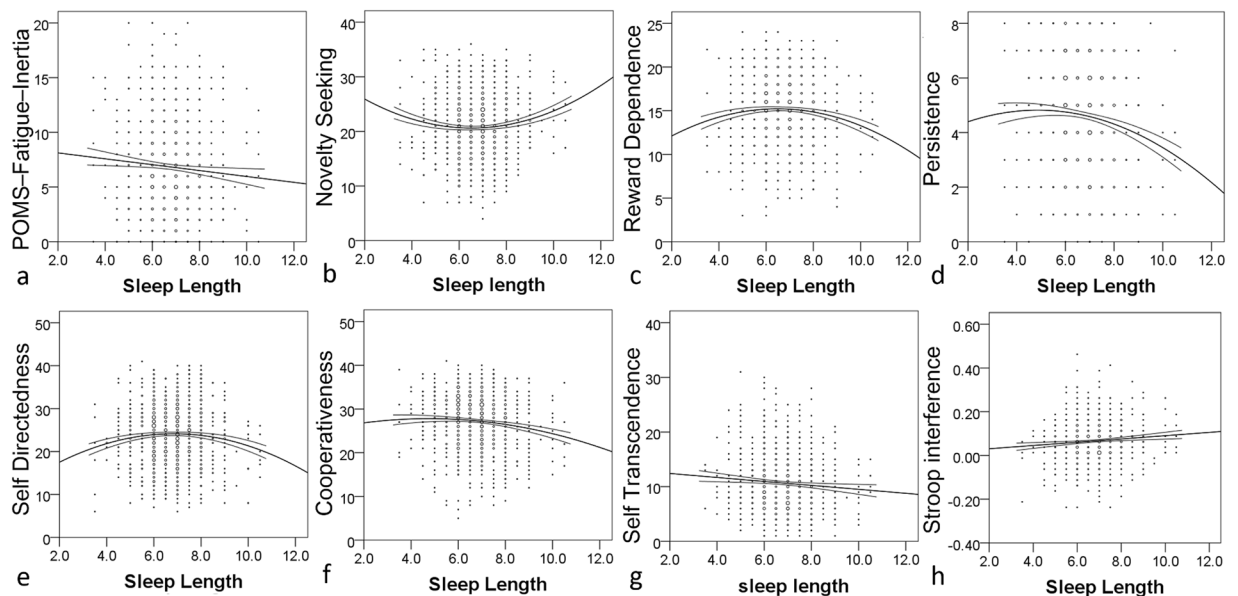 POMS–Fatigue–Inertia
20
15
10
5
0
2.0 4.0 6.0 8.0 10.0 12.0
a
Sleep Length
Novelty Seeking
40
30
20
10
0
2.0 4.0 6.0 8.0 10.0 12.0
b
Sleep length
Reward Dependence
25
20
15
10
5
0
2.0 4.0 6.0 8.0 10.0 12.0
c
Sleep Length
Persistence
8
6
4
2
0
2.0 4.0 6.0 8.0 10.0 12.0
d
Sleep Length
Self Directedness
50
40
30
20
10
0
2.0 4.0 6.0 8.0 10.0 12.0
e
Sleep Length
Cooperativeness
50
40
30
20
10
0
2.0 4.0 6.0 8.0 10.0 12.0
f
Sleep Length
Self Transcendence
40
30
20
10
0
2.0 4.0 6.0 8.0 10.0 12.0
g
sleep length
Stroop interference
0.60
0.40
0.20
0.00
-0.20
-0.40
2.0 4.0 6.0 8.0 10.0 12.0
h
Sleep Length